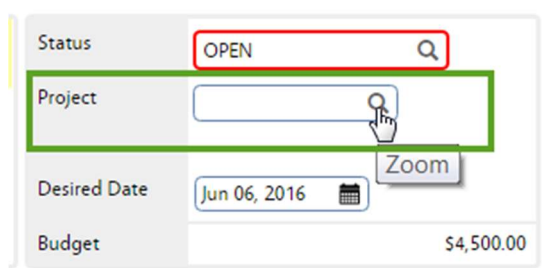 Status OPEN
Project
Zoom
Desired Date Jun 06, 2016
Budget $4,500.00